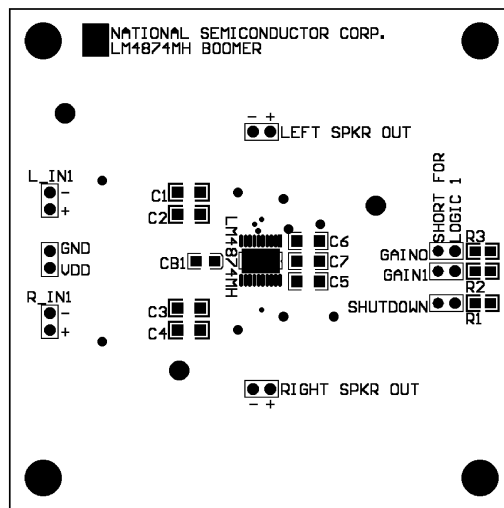 NATIONAL SEMICONDUCTOR CORP.
LM4874MH BOOMER
- +
LEFT SPKR OUT
L_IN1
-
+
C1
C2
LM4874MH
SHORT FOR
LOGIC 1
R3
GAIN0
GND
VDD
CB1
C6
C7
C5
GAIN1
R2
R_IN1
-
+
C3
C4
SHUTDOWN
R1
RIGHT SPKR OUT
- +